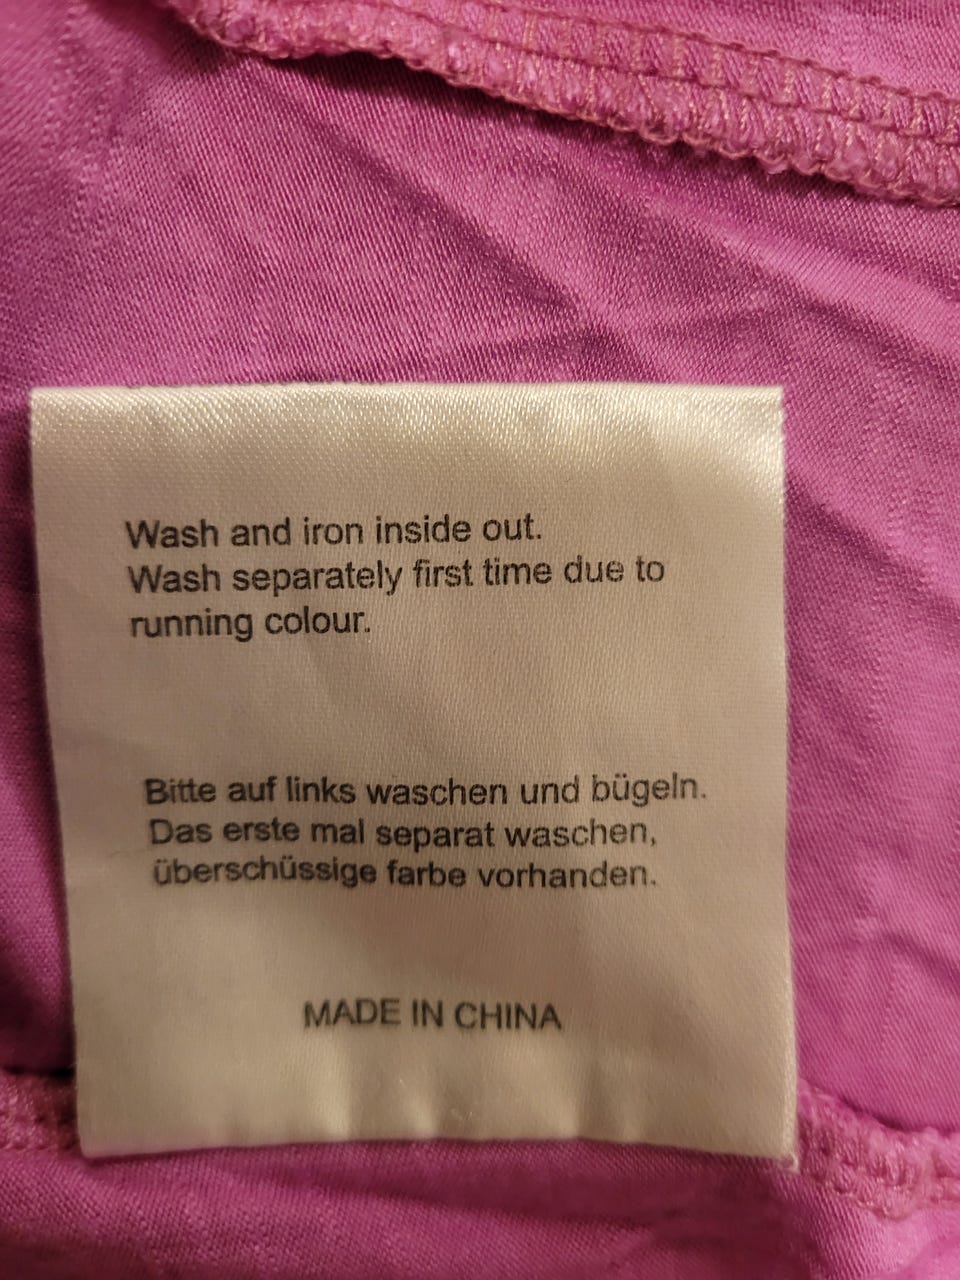 Wash and iron inside out.
Wash separately first time due to
running colour.
Bitte auf links waschen und bügeln.
Das erste mal separat waschen,
überschüssige farbe vorhanden.
MADE IN CHINA